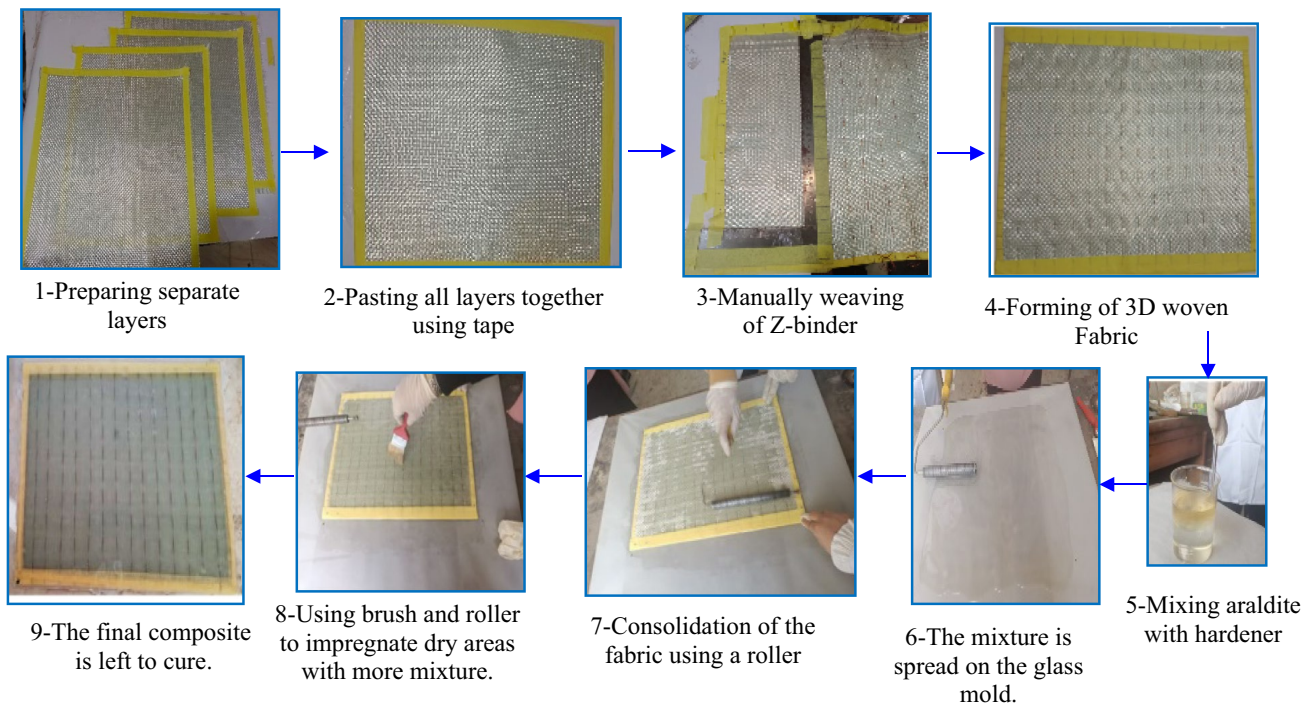 1-Preparing separate
layers
2-Pasting all layers together
using tape
3-Manually weaving
of Z-binder
4-Forming of 3D woven
Fabric
5-Mixing araldite
with hardener
6-The mixture is
spread on the glass
mold.
7-Consolidation of the
fabric using a roller
8-Using brush and roller
to impregnate dry areas
with more mixture.
9-The final composite
is left to cure.